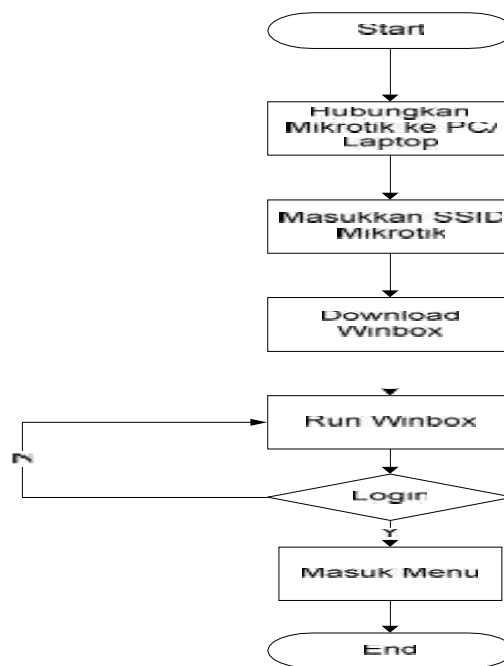 Start
Hubungkan
Mikrotik ke PC/
Laptop
Masukkan SSID
Mikrotik
Download
Winbox
Run Winbox
N
Login
Y
Masuk Menu
End